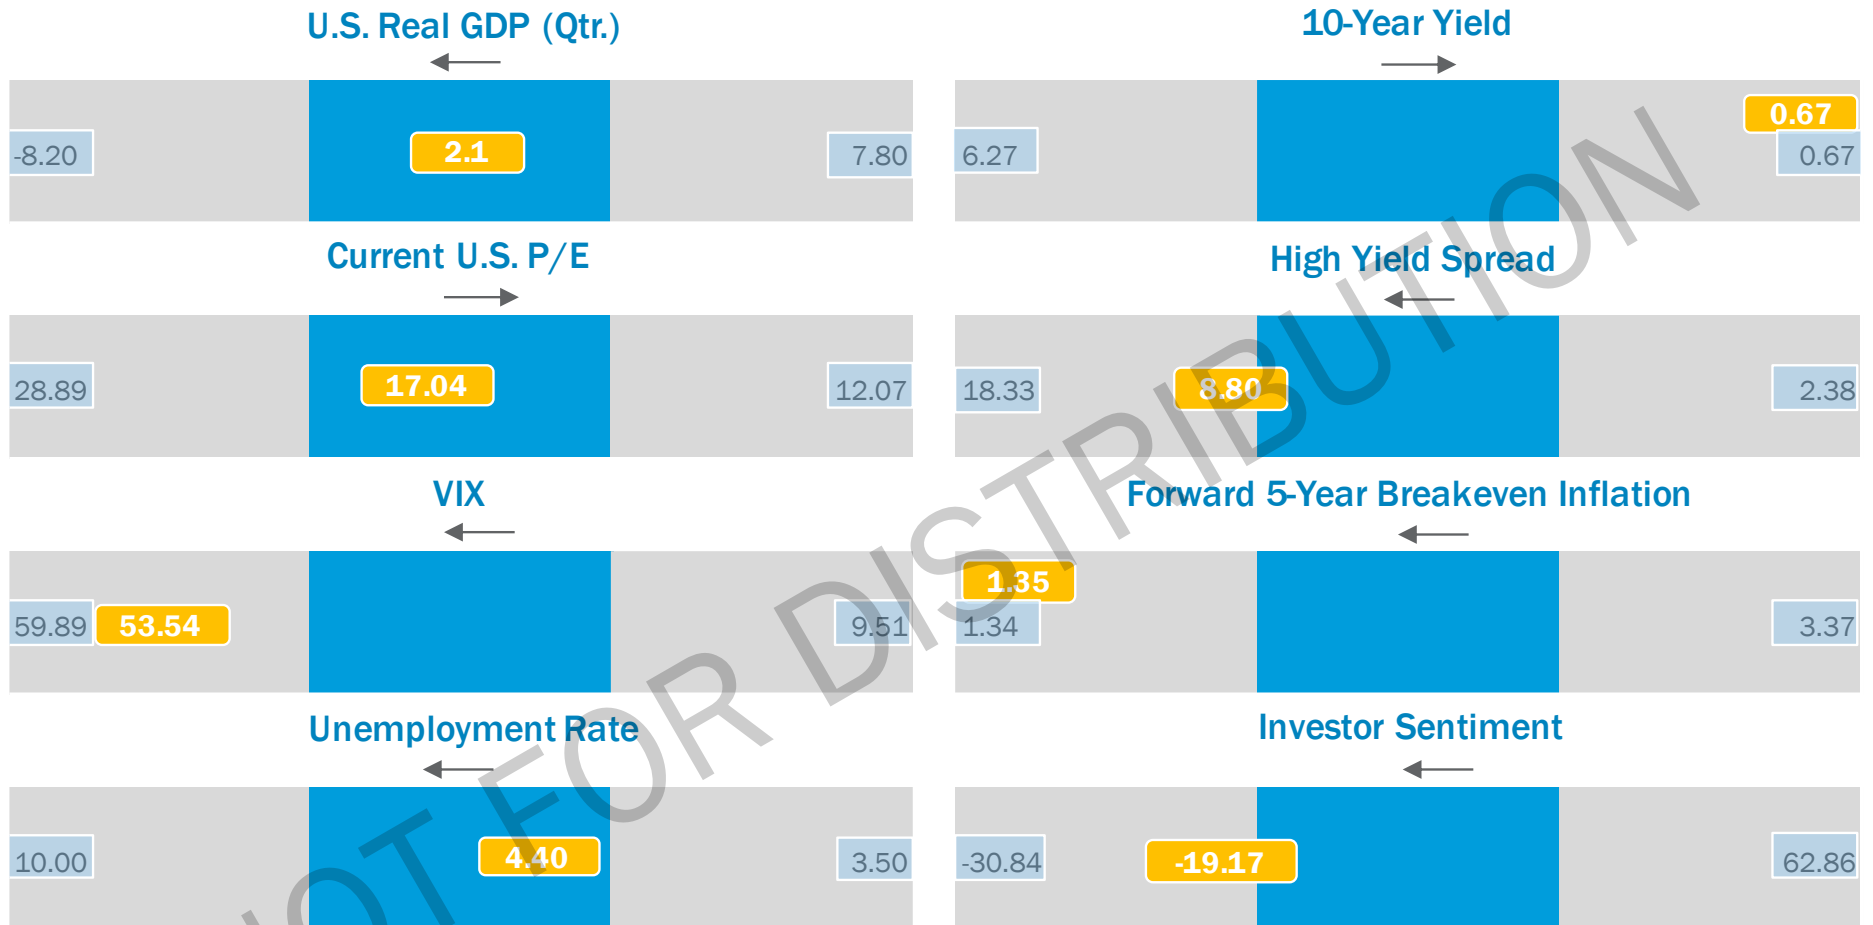 U.S. Real GDP (Qtr.)
-8.20
2.1
7.80
10-Year Yield
6.27
0.67
0.67
Current U.S. P/E
28.89
17.04
12.07
High Yield Spread
18.33
8.80
2.38
VIX
59.89
53.54
9.51
Forward 5-Year Breakeven Inflation
1.35
1.34
3.37
Unemployment Rate
10.00
4.40
3.50
Investor Sentiment
-30.84
-19.17
62.86
NOT FOR DISTRIBUTION